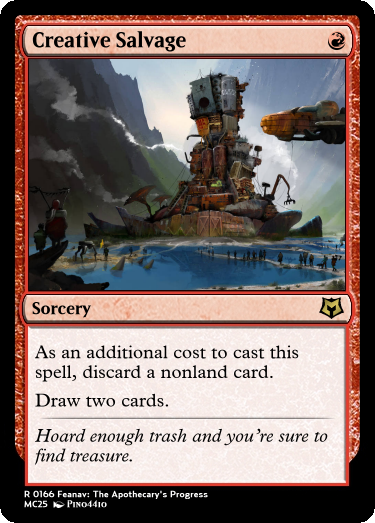 Creative Salvage
Sorcery
As an additional cost to cast this
spell, discard a nonland card.
Draw two cards.
Hoard enough trash and you're sure to
find treasure.
R 0166 Feanav: The Apothecary's Progress
MC25 Pino4410